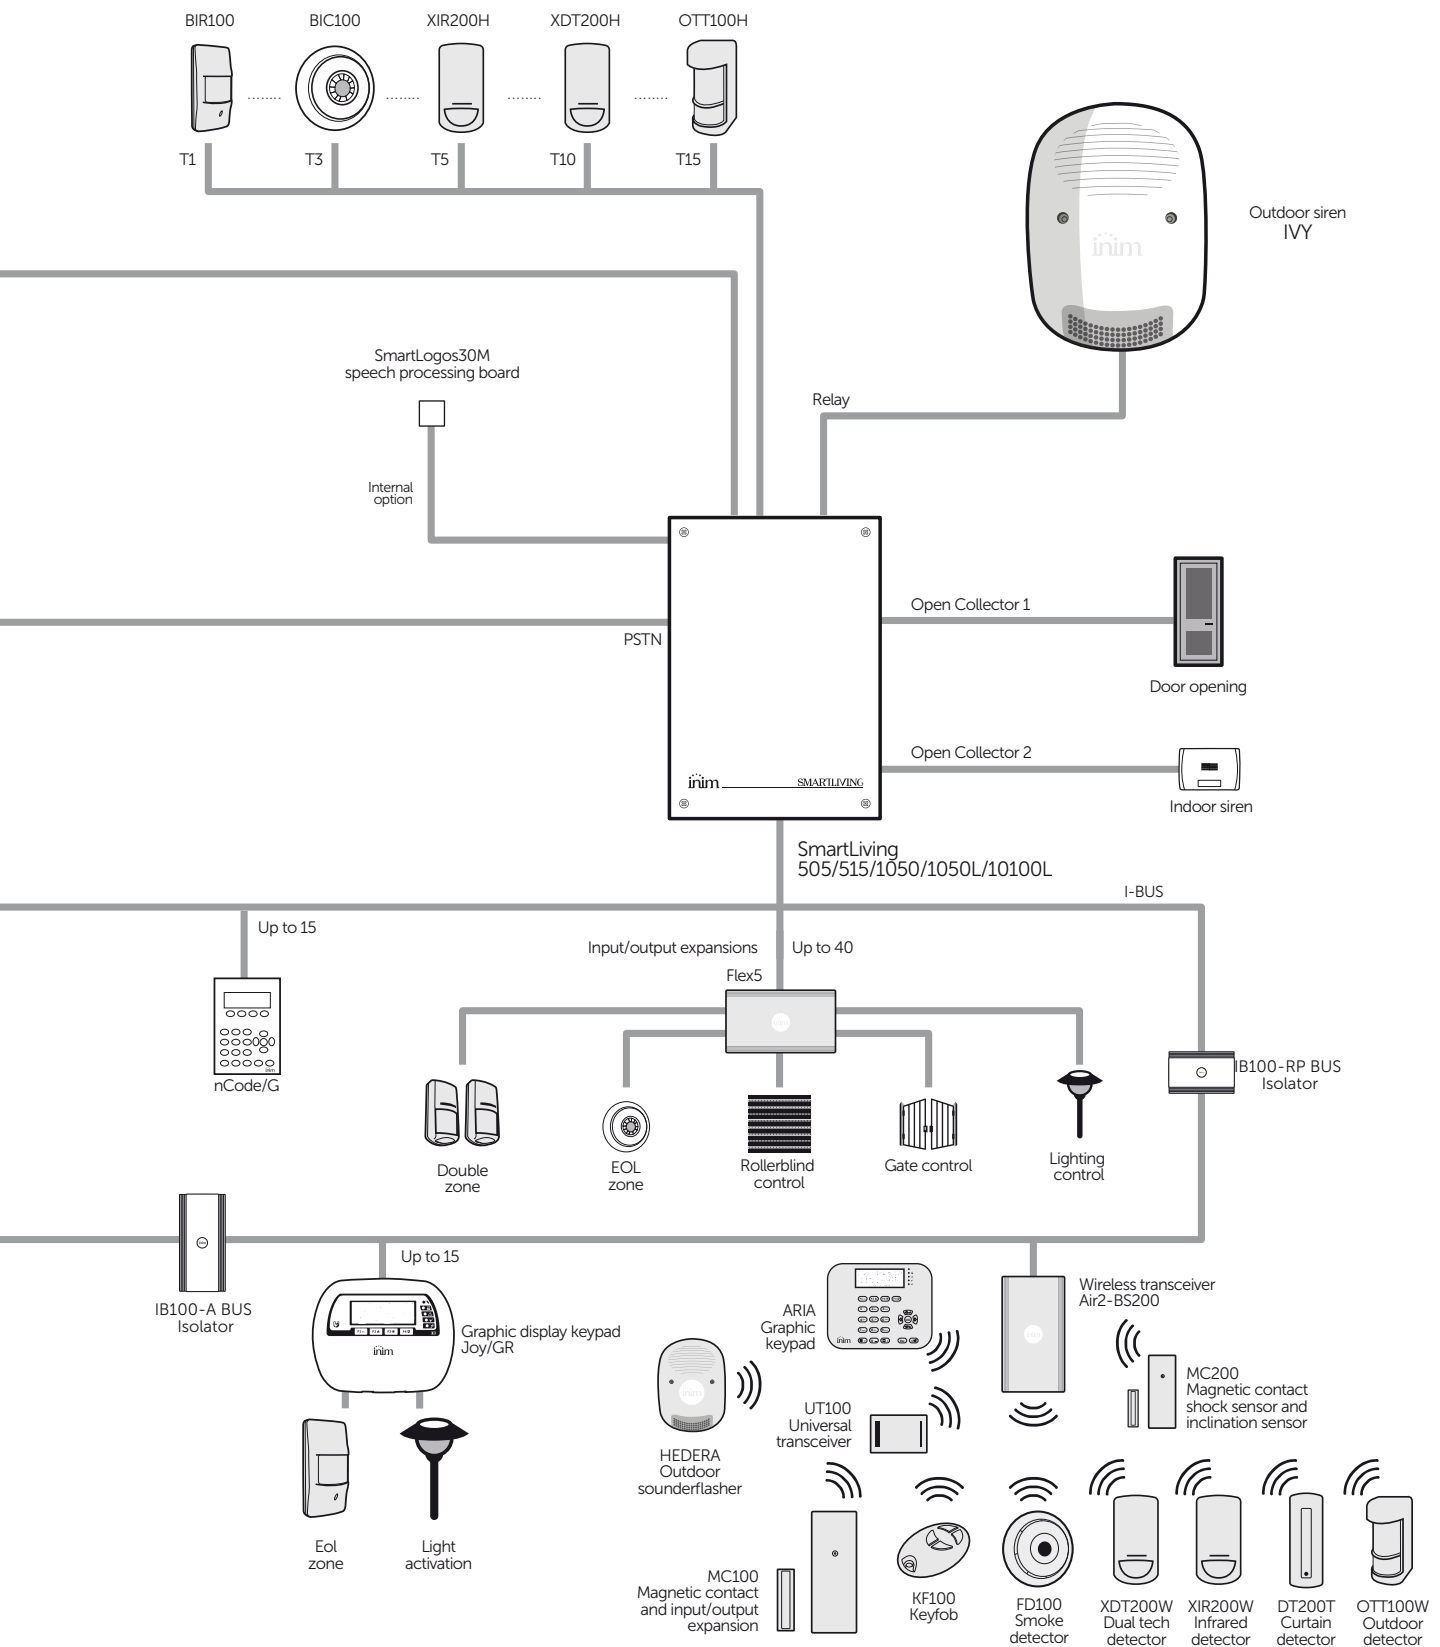 BIR100
BIC100
XIR200H
XDT200H
OTT100H
T1
T3
T5
T10
T15
inim
Outdoor siren
IVY
SmartLogos30M
speech processing board
Relay
Internal
option
Open Collector 1
PSTN
Door opening
Open Collector 2
inim
SMARTLIVING
Indoor siren
SmartLiving
505/515/1050/1050L/10100L
I-BUS
Up to 15
Input/output expansions
Up to 40
Flex5
inim
nCode/G
IB100-RP BUS
Isolator
Double
zone
EOL
zone
Rollerblind
control
Gate control
Lighting
control
Up to 15
IB100-A BUS
Isolator
inim
Graphic display keypad
Joy/GR
ARIA
Graphic
keypad
inim
Wireless transceiver
Air2-BS200
MC200
Magnetic contact
shock sensor and
inclination sensor
inim
HEDERA
Outdoor
sounderflasher
UT100
Universal
transceiver
Eol
zone
Light
activation
MC100
Magnetic contact
and input/output
expansion
KF100
Keyfob
FD100
Smoke
detector
XDT200W
Dual tech
detector
XIR200W
Infrared
detector
DT200T
Curtain
detector
OTT100W
Outdoor
detector